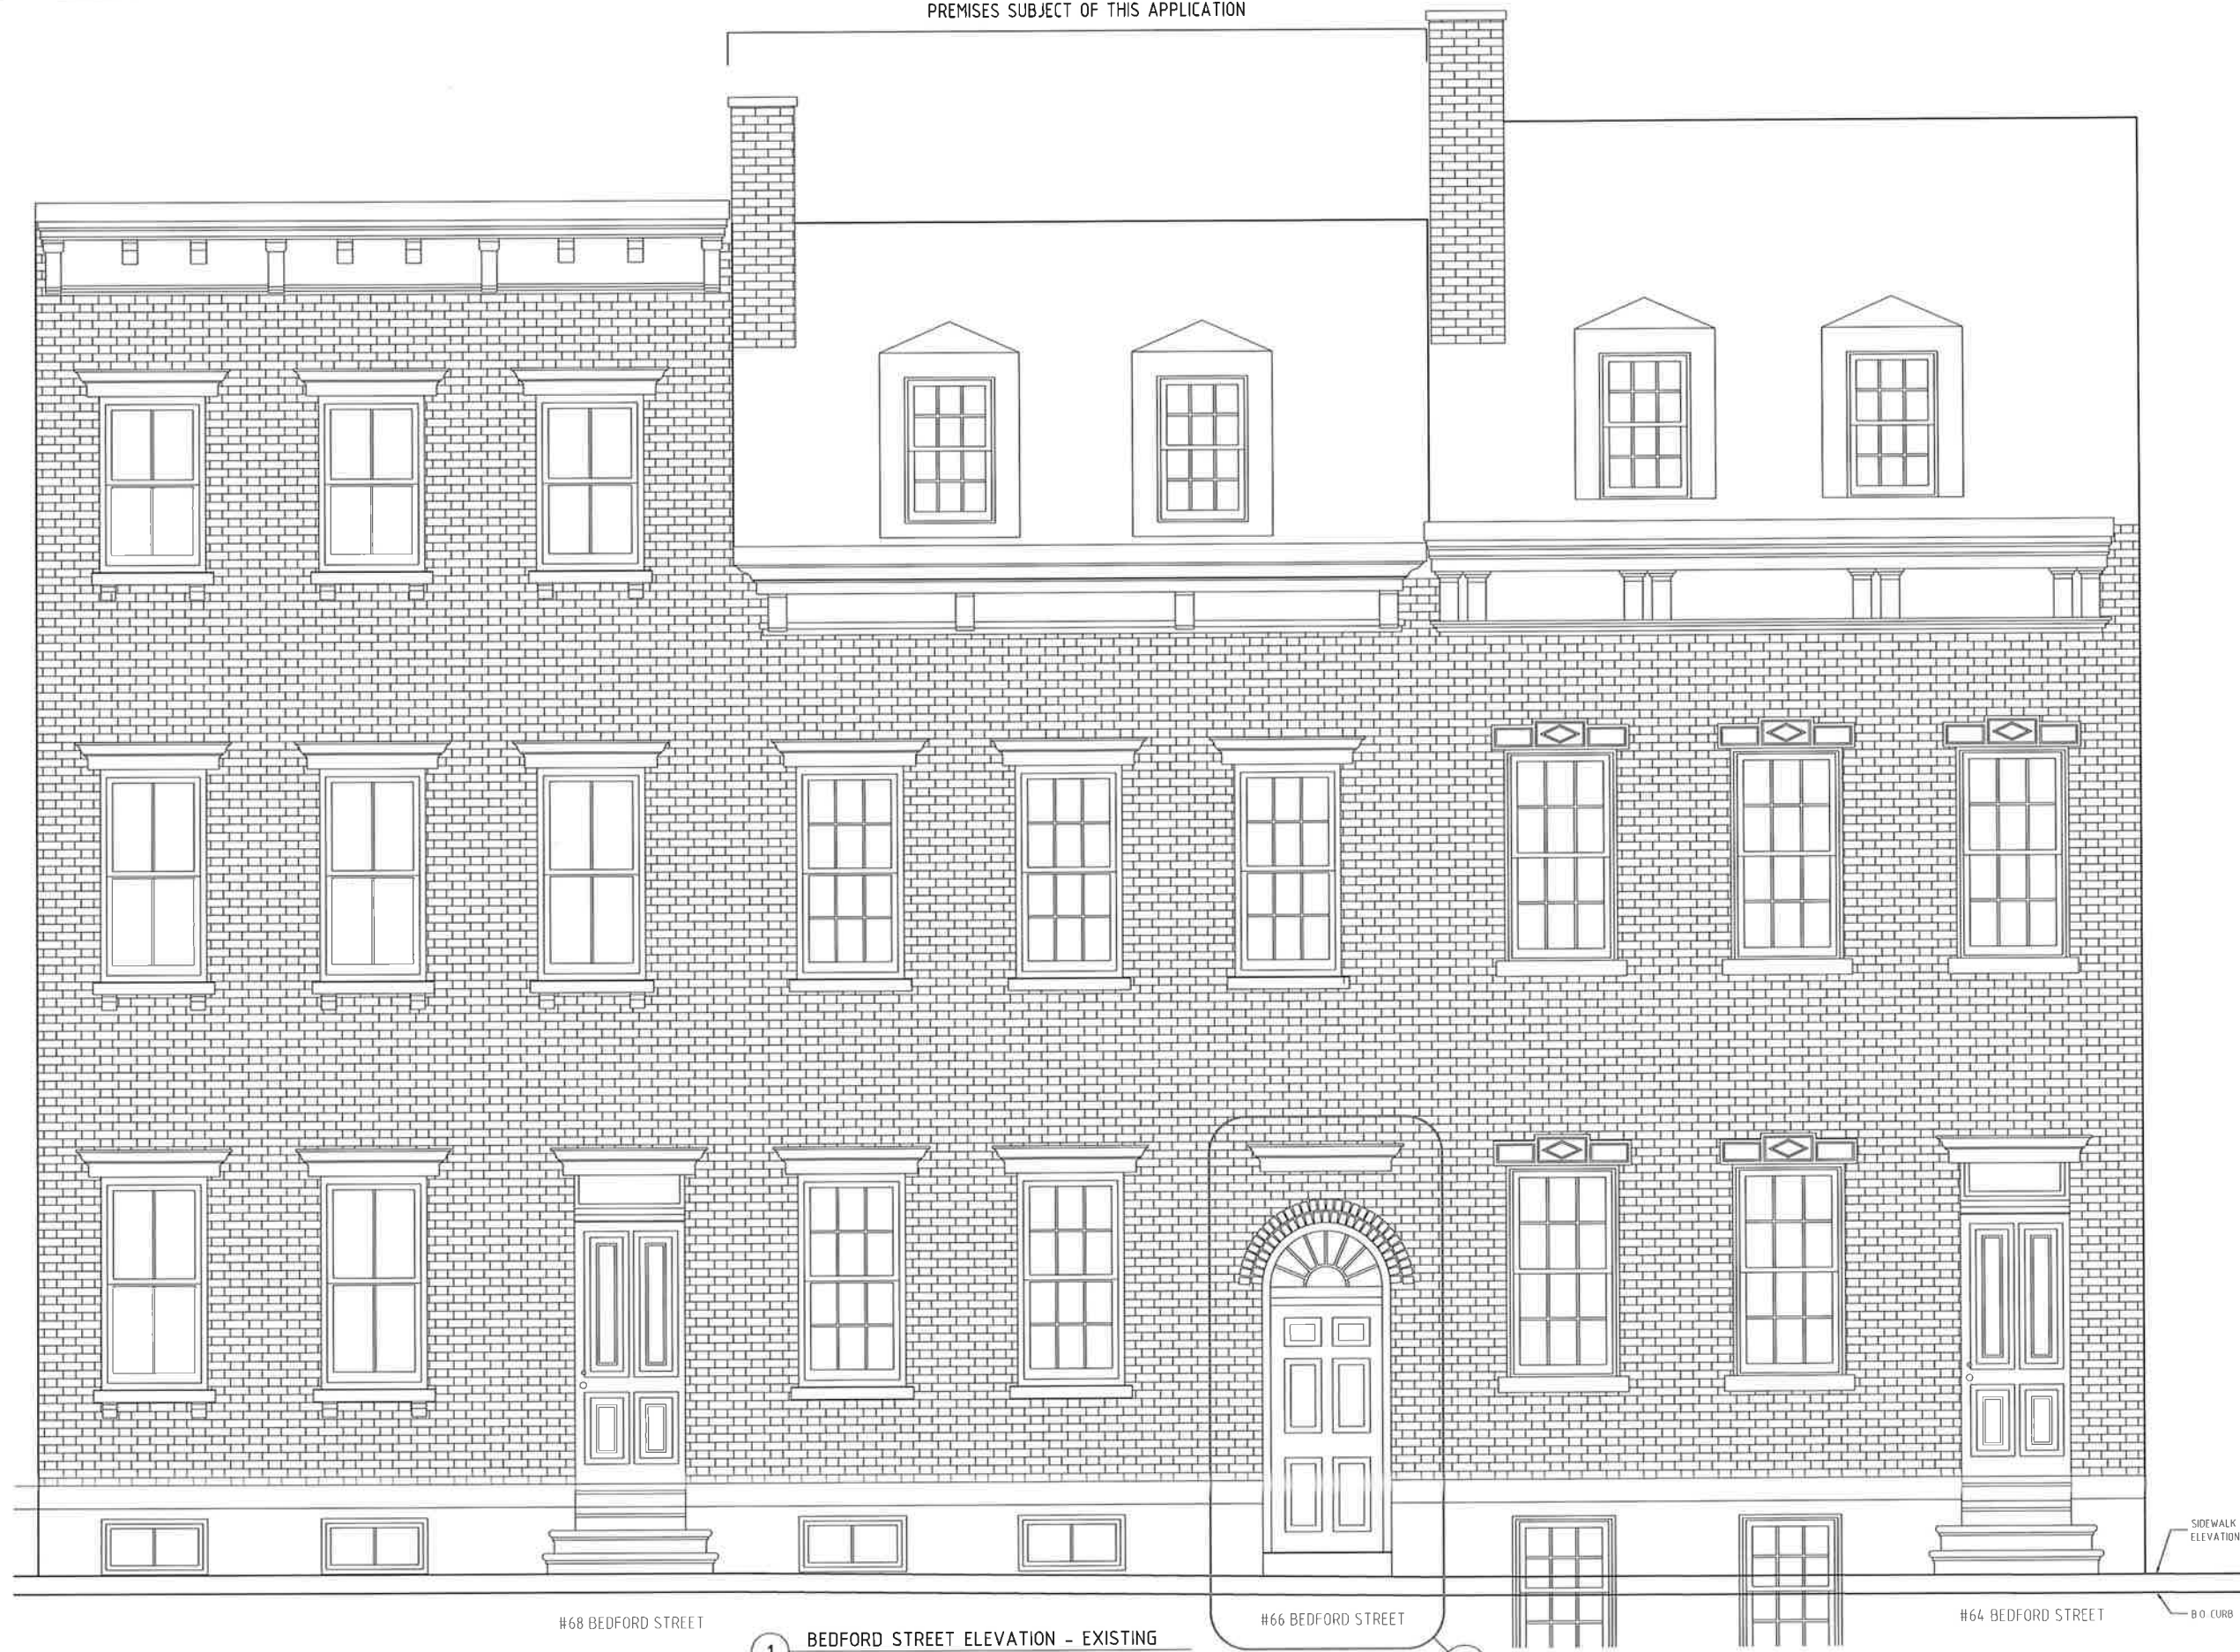 PREMISES SUBJECT OF THIS APPLICATION
SIDEWALK
ELEVATION
B.O. CURB
#68 BEDFORD STREET
#66 BEDFORD STREET
#64 BEDFORD STREET
1
BEDFORD STREET ELEVATION - EXISTING